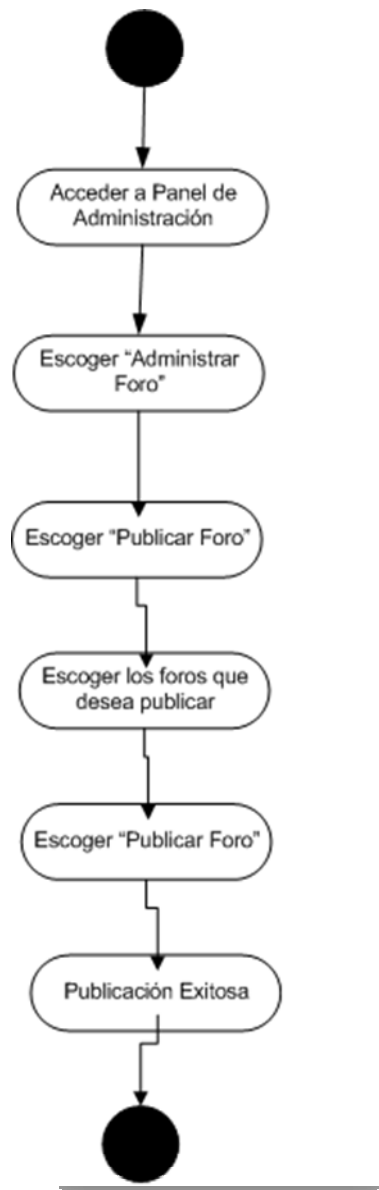 Acceder a Panel de
Administración
Escoger “Administrar
Foro”
Escoger “Publicar Foro”
Escoger los foros que
desea publicar
Escoger “Publicar Foro”
Publicación Exitosa